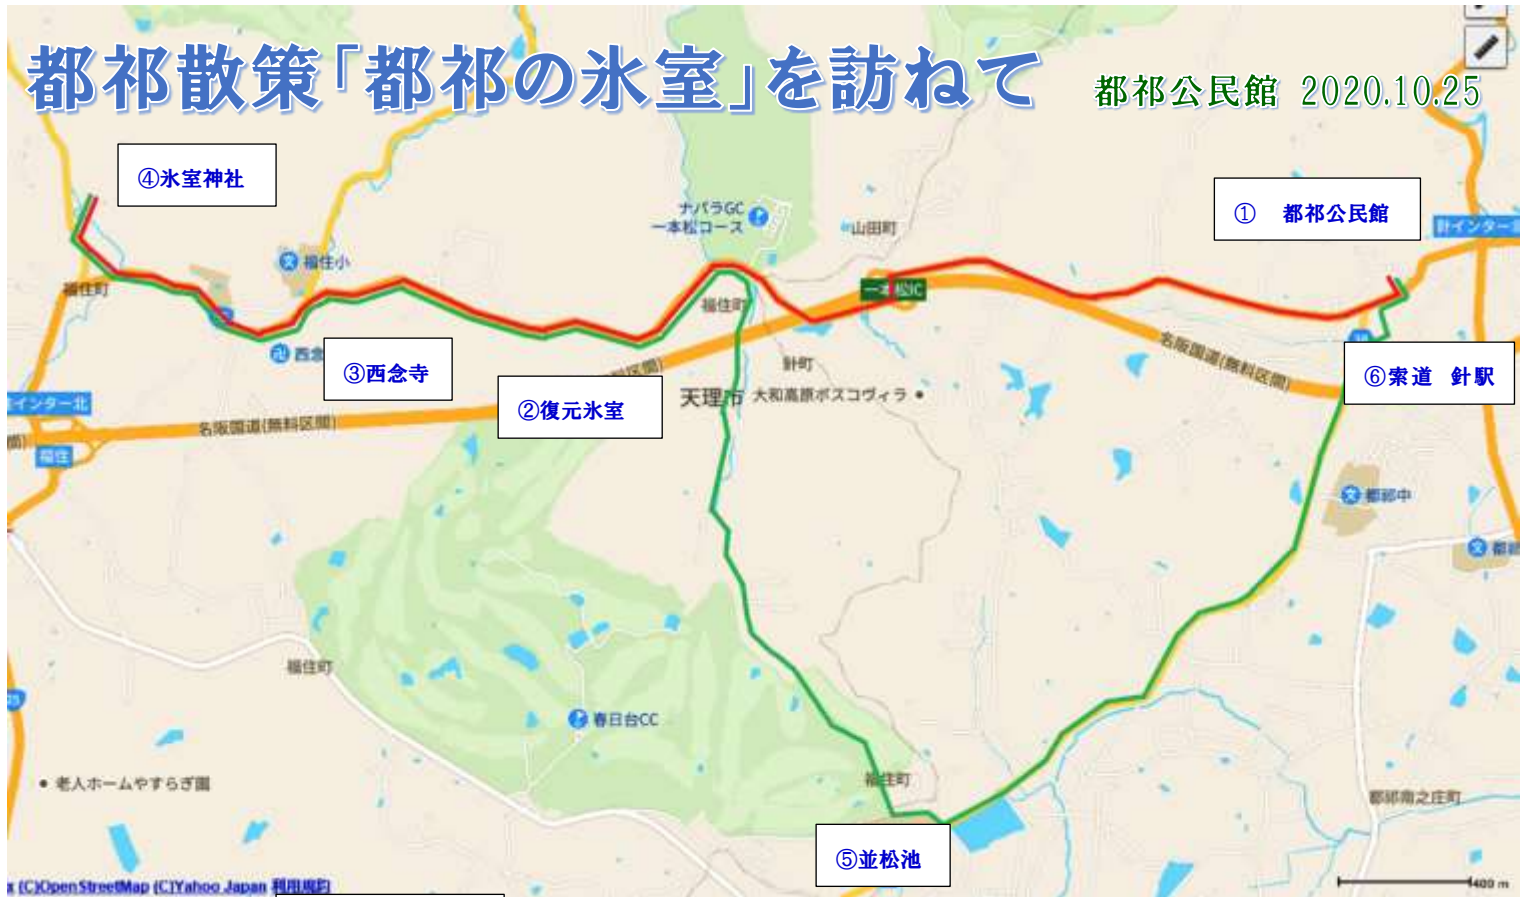 都祁散策「都祁の氷室」を訪ねて
都祁公民館 2020.10.25
④氷室神社
① 都祁公民館
ナパラGC
一本松コース
山田町
針インター北
福住小
福住町
一本松IC
福住町
西念
③西念寺
針町
名阪国道(無料区間)
⑥索道 針駅
天理市
大和高原ボスコヴィラ
②復元氷室
インター北
名阪国道(無料区間)
福住
都祁中
都祁
福住町
春日台CC
老人ホームやすらぎ園
福住町
都祁南之庄町
⑤並松池
(C)OpenStreetMap (C)Yahoo Japan 利用規約
400 m